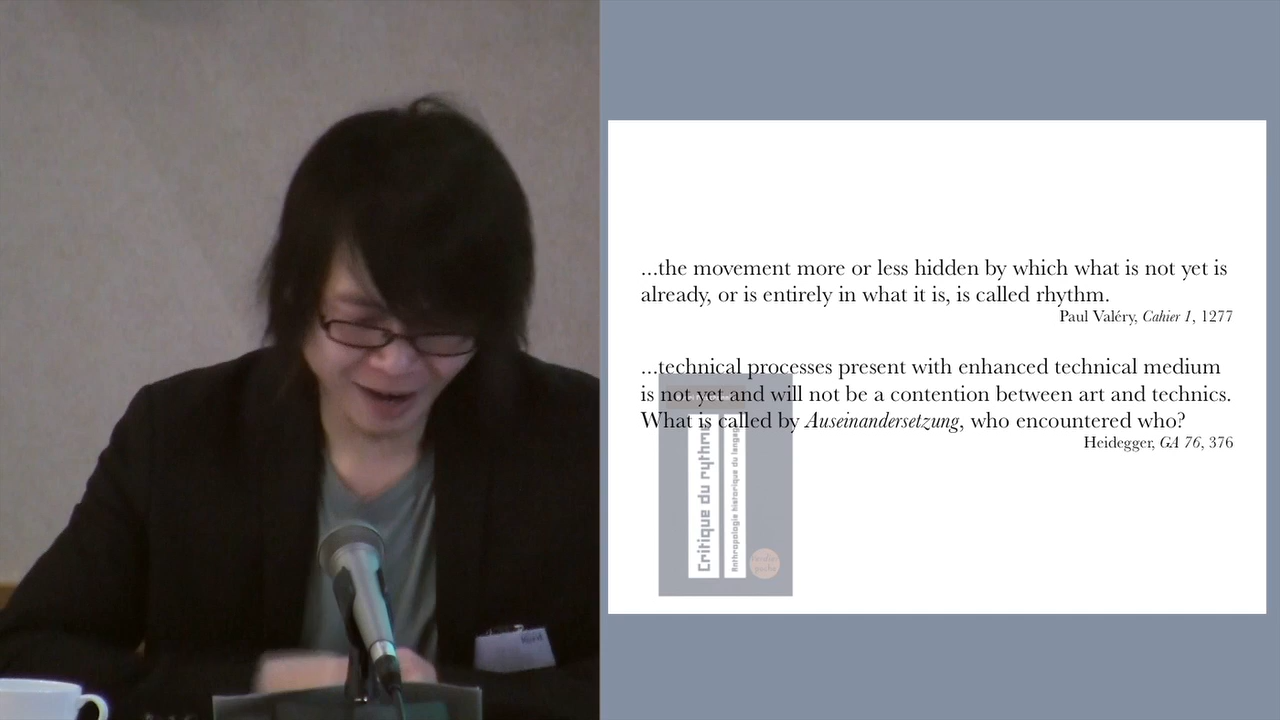 ...the movement more or less hidden by which what is not yet is
already, or is entirely in what it is, is called rhythm.
Paul Valéry, Cahier 1, 1277
...technical processes present with enhanced technical medium
is not yet and will not be a contention between art and technics.
What is called by Auseinandersetzung, who encountered who?
Heidegger, GA 76, 376
Critique du rythme
Anthropologie historique du langage
poche